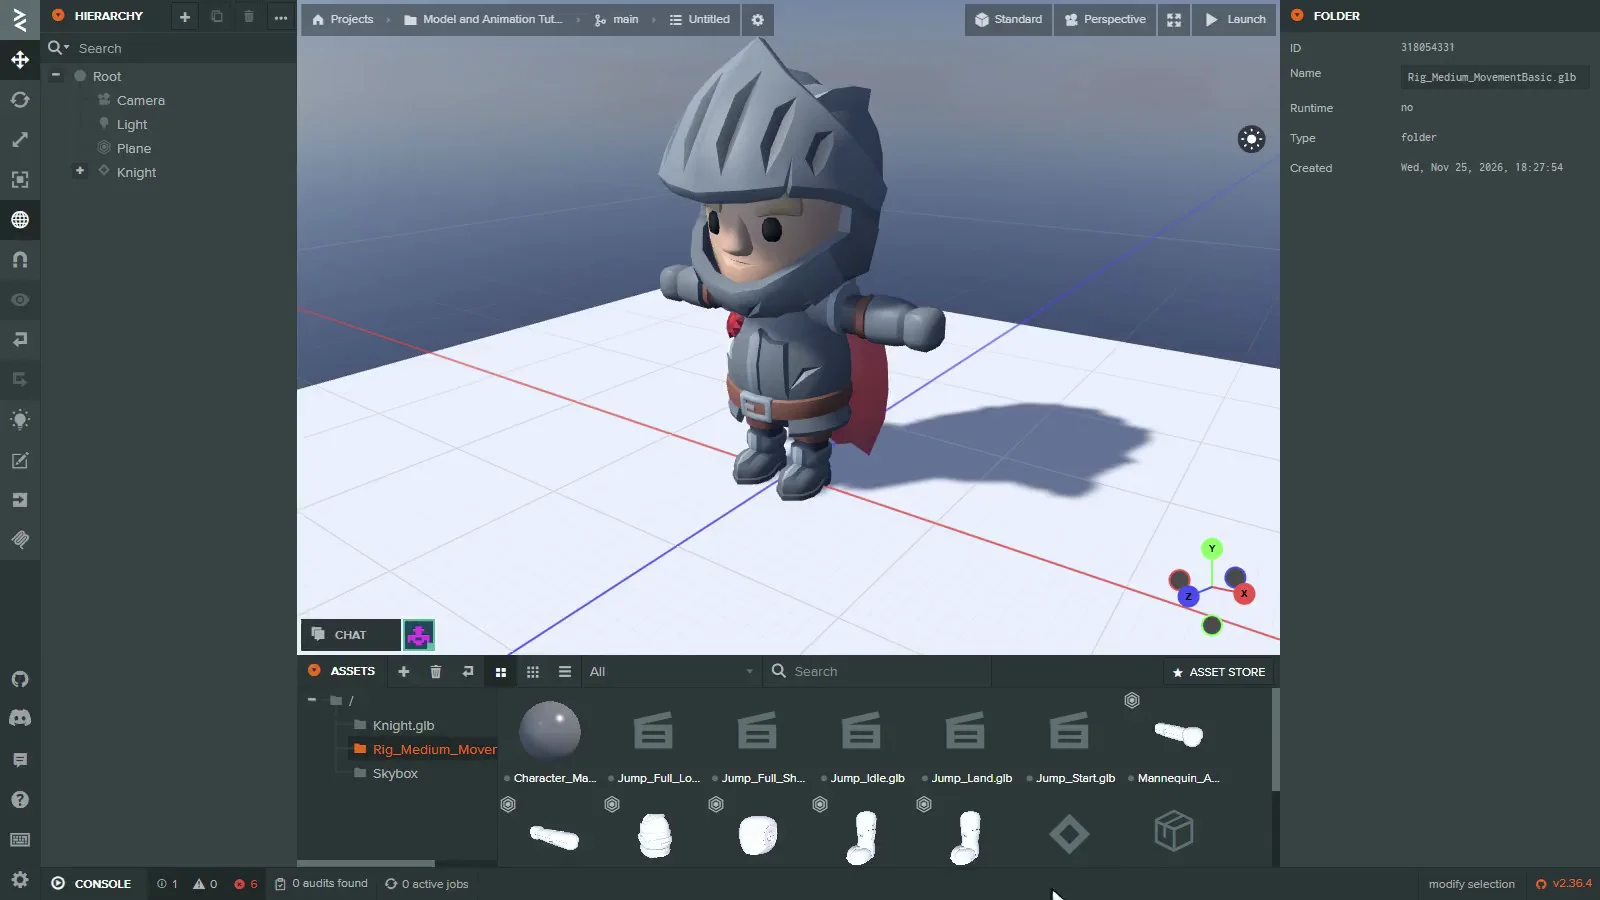 HIERARCHY
Search
Root
Camera
Light
Plane
Knight
Projects
Model and Animation Tut...
main
Untitled
Standard
Perspective
Launch
Y
X
Z
CHAT
ASSETS
All
Search
ASSET STORE
/
Knight.glb
Rig_Medium_Mover
Skybox
Character_Ma...
Jump_Full_Lo...
Jump_Full_Sh...
Jump_Idle.glb
Jump_Land.glb
Jump_Start.glb
Mannequin_A...
FOLDER
ID 318054331
Name Rig_Medium_MovementBasic.glb
Runtime no
Type folder
Created Wed, Nov 25, 2026, 18:27:54
CONSOLE
1
0
6
0 audits found
0 active jobs
modify selection
v2.36.4